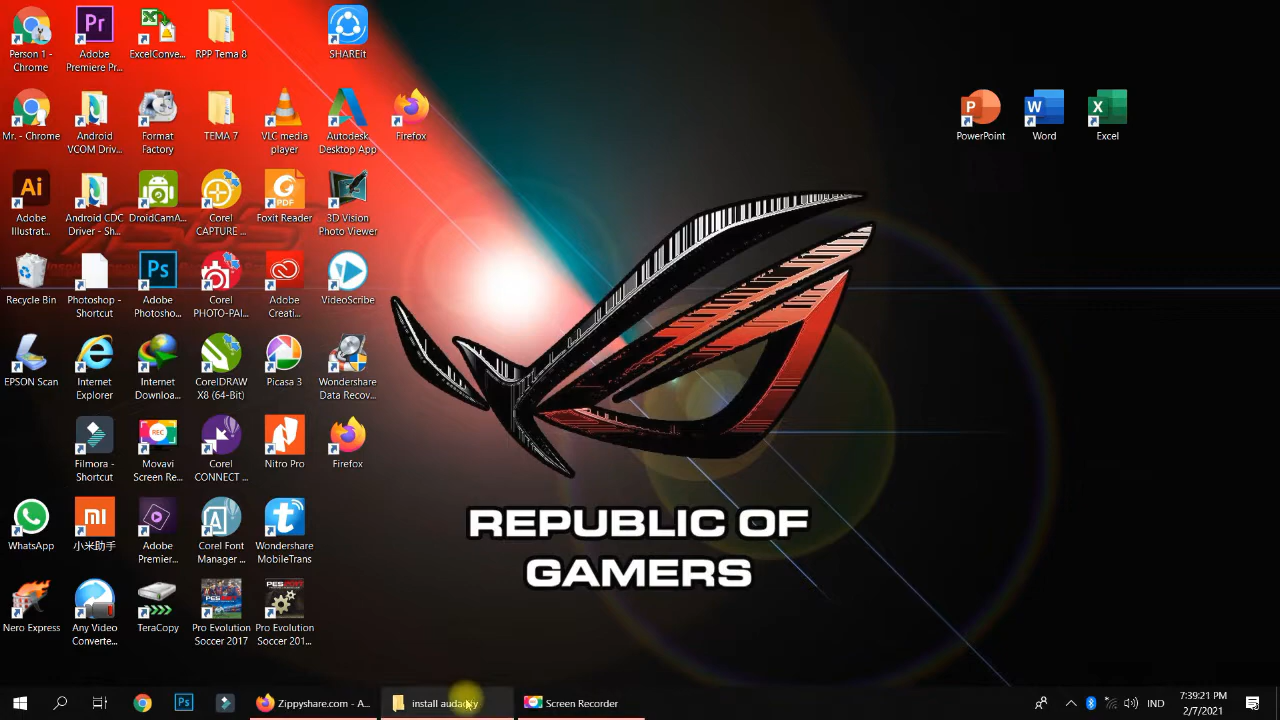 Person 1 -
Chrome
Adobe
Premiere Pr...
ExcelConve...
RPP Tema 8
SHAREit
Mr. - Chrome
Android
VCOM Driv...
Format
Factory
TEMA 7
VLC media
player
Autodesk
Desktop App
Firefox
PowerPoint
Word
Excel
Adobe
Illustrat...
Android CDC
Driver - Sh...
DroidCamA...
Corel
CAPTURE ...
Foxit Reader
3D Vision
Photo Viewer
Recycle Bin
Photoshop -
Shortcut
Adobe
Photosho...
Corel
PHOTO-PAI...
Adobe
Creati...
VideoScribe
EPSON Scan
Internet
Explorer
Internet
Downloa...
CorelDRAW
X8 (64-Bit)
Picasa 3
Wondershare
Data Recov...
Filmora -
Shortcut
Movavi
Screen Re...
Corel
CONNECT ...
Nitro Pro
Firefox
WhatsApp
小米助手
Adobe
Premier...
Corel Font
Manager ...
Wondershare
MobileTrans
Nero Express
Any Video
Converte...
TeraCopy
Pro Evolution
Soccer 2017
Pro Evolution
Soccer 201...
REPUBLIC OF
GAMERS
Zippyshare.com - A...
install audacity
Screen Recorder
IND
7:39:21 PM
2/7/2021